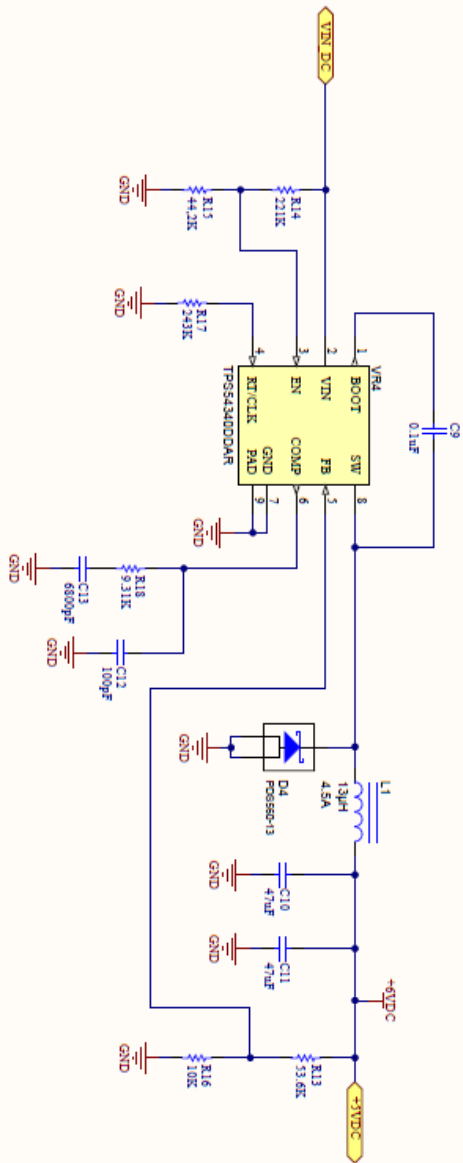 VIN DC
R15
44.2K
GND
R14
221K
R17
243K
GND
C9
0.1uF
VR4
1
BOOT
2
VIN
3
EN
4
RT/CLK
SW
8
FB
5
COMP
6
GND
7
PAD
9
TPS54340DDAR
GND
R18
9.31K
C13
6800pF
GND
C12
100pF
GND
L1
13µH
4.5A
D4
PDS560-13
GND
C10
47uF
GND
C11
47uF
GND
+6VDC
R13
53.6K
R16
10K
GND
+5VDC